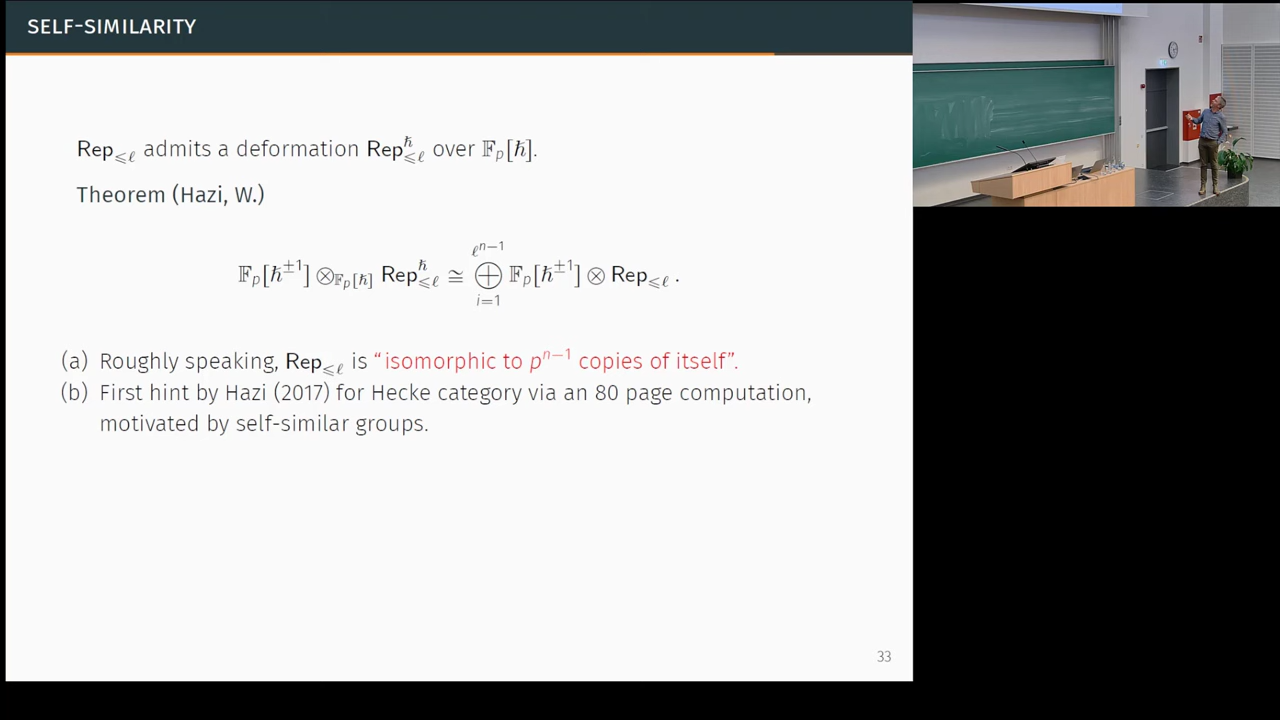 SELF-SIMILARITY
Rep⩽ℓ admits a deformation Rep^ℏ_⩽ℓ over 𝔽_p[ℏ].
Theorem (Hazi, W.)
𝔽_p[ℏ^±1] ⊗_𝔽_p[ℏ] Rep^ℏ_⩽ℓ ≅ ⊕_{i=1}^{ℓ^{n−1}} 𝔽_p[ℏ^±1] ⊗ Rep_⩽ℓ .
(a) Roughly speaking, Rep_⩽ℓ is “isomorphic to p^{n−1} copies of itself”.
(b) First hint by Hazi (2017) for Hecke category via an 80 page computation,
motivated by self-similar groups.
33